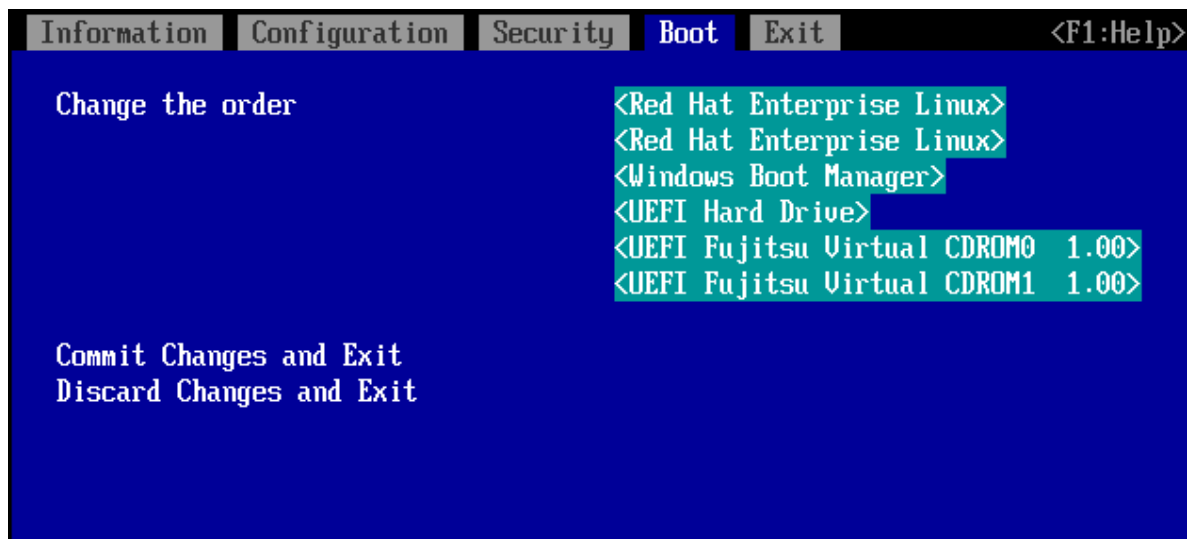 Information Configuration Security Boot Exit <F1:Help>
Change the order <Red Hat Enterprise Linux>
<Red Hat Enterprise Linux>
<Windows Boot Manager>
<UEFI Hard Drive>
<UEFI Fujitsu Virtual CDROM0  1.00>
<UEFI Fujitsu Virtual CDROM1  1.00>
Commit Changes and Exit
Discard Changes and Exit